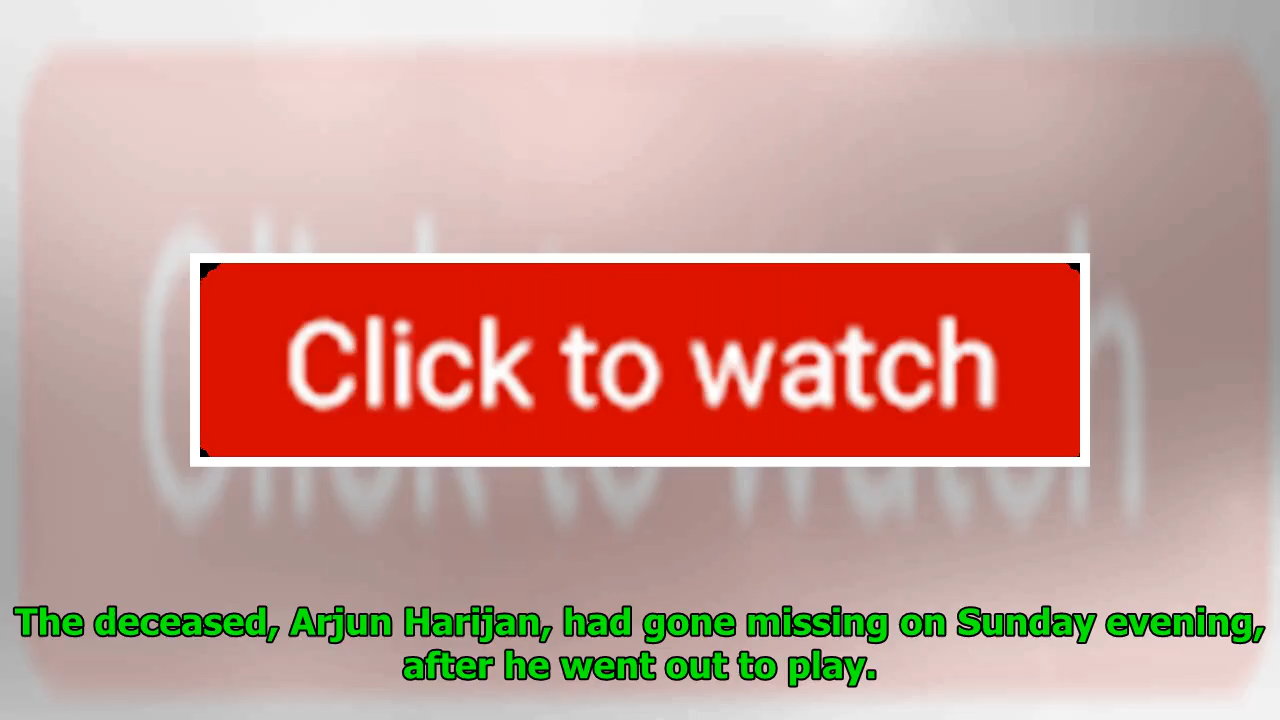 Click to watch
The deceased, Arjun Harijan, had gone missing on Sunday evening,
after he went out to play.